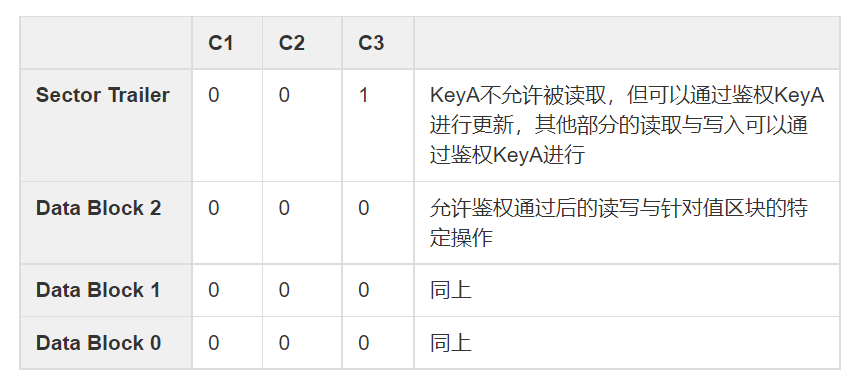 C1 C2 C3
Sector Trailer 0 0 1 KeyA不允许被读取，但可以通过鉴权KeyA
进行更新，其他部分的读取与写入可以通
过鉴权KeyA进行
Data Block 2 0 0 0 允许鉴权通过后的读写与针对值区块的特
定操作
Data Block 1 0 0 0 同上
Data Block 0 0 0 0 同上